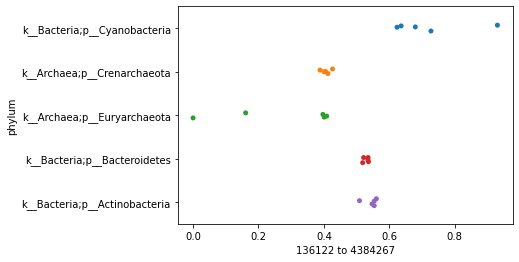 k__Bacteria;p__Cyanobacteria
k__Archaea;p__Crenarchaeota
k__Archaea;p__Euryarchaeota
k__Bacteria;p__Bacteroidetes
k__Bacteria;p__Actinobacteria
phylum
0.0 0.2 0.4 0.6 0.8
136122 to 4384267